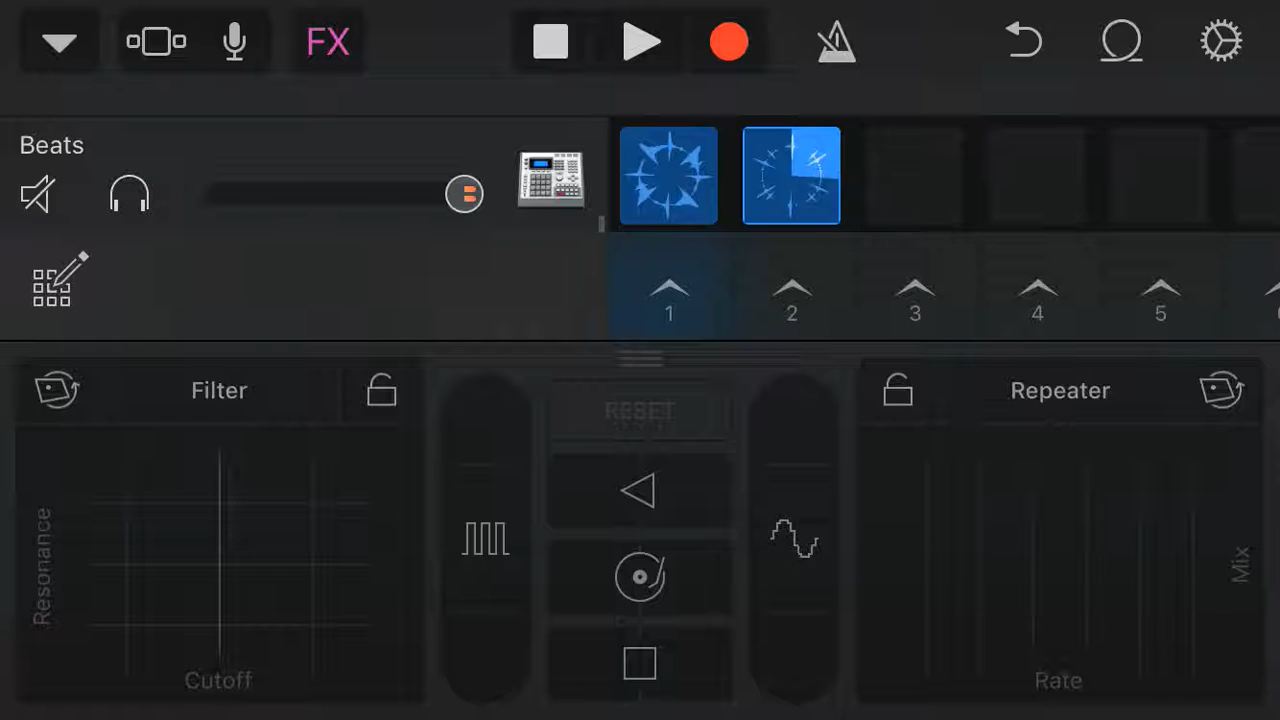 FX
Beats
1 2 3 4 5
Filter
RESET
Repeater
Resonance
Mix
Cutoff
Rate